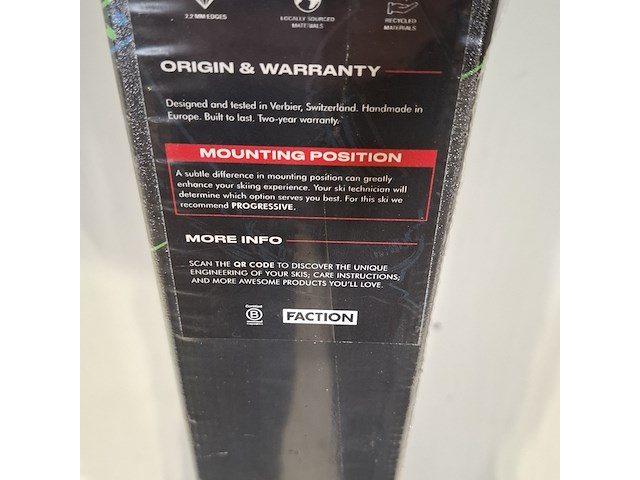 2.2 MM EDGES
LOCALLY SOURCED
MATERIALS
RECYCLED
MATERIALS
ORIGIN & WARRANTY
Designed and tested in Verbier, Switzerland. Handmade in
Europe. Built to last. Two-year warranty.
MOUNTING POSITION
A subtle difference in mounting position can greatly
enhance your skiing experience. Your ski technician will
determine which option serves you best. For this ski we
recommend PROGRESSIVE.
MORE INFO
SCAN THE QR CODE TO DISCOVER THE UNIQUE
ENGINEERING OF YOUR SKIS; CARE INSTRUCTIONS;
AND MORE AWESOME PRODUCTS YOU'LL LOVE.
Certified
B
FACTION